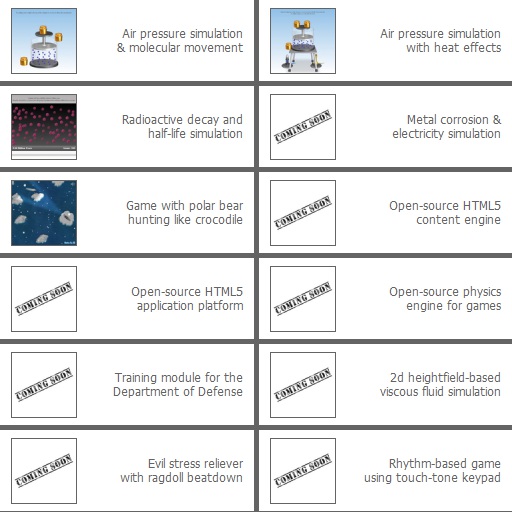 Air pressure simulation
& molecular movement
Air pressure simulation
with heat effects
Radioactive decay and
half-life simulation
COMING SOON
Metal corrosion &
electricity simulation
Game with polar bear
hunting like crocodile
COMING SOON
Open-source HTML5
content engine
COMING SOON
Open-source HTML5
application platform
COMING SOON
Open-source physics
engine for games
COMING SOON
Training module for the
Department of Defense
COMING SOON
2d heightfield-based
viscous fluid simulation
COMING SOON
Evil stress reliever
with ragdoll beatdown
COMING SOON
Rhythm-based game
using touch-tone keypad